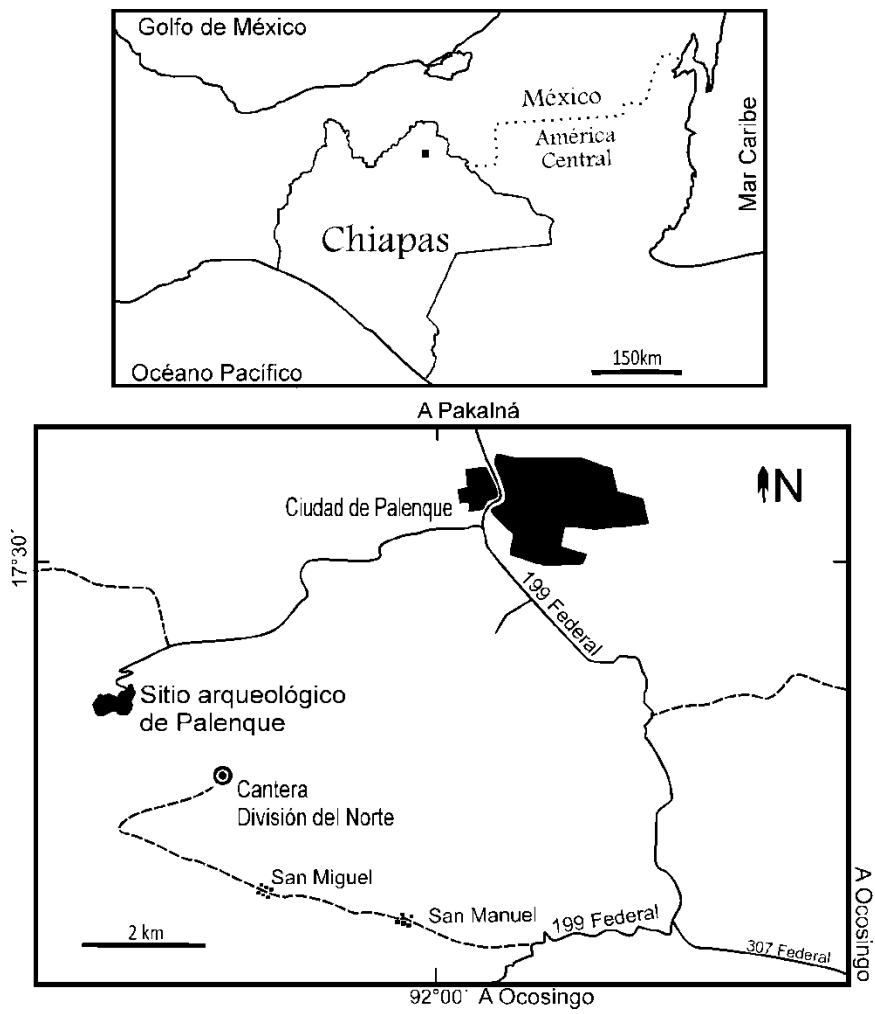 Golfo de México
México
América
Central
Mar Caribe
Chiapas
150km
Océano Pacífico
A Pakalná
N
Ciudad de Palenque
17°30´
199 Federal
Sitio arqueológico
de Palenque
Cantera
División del Norte
San Miguel
San Manuel
199 Federal
2 km
307 Federal
A Ocosingo
92°00´ A Ocosingo